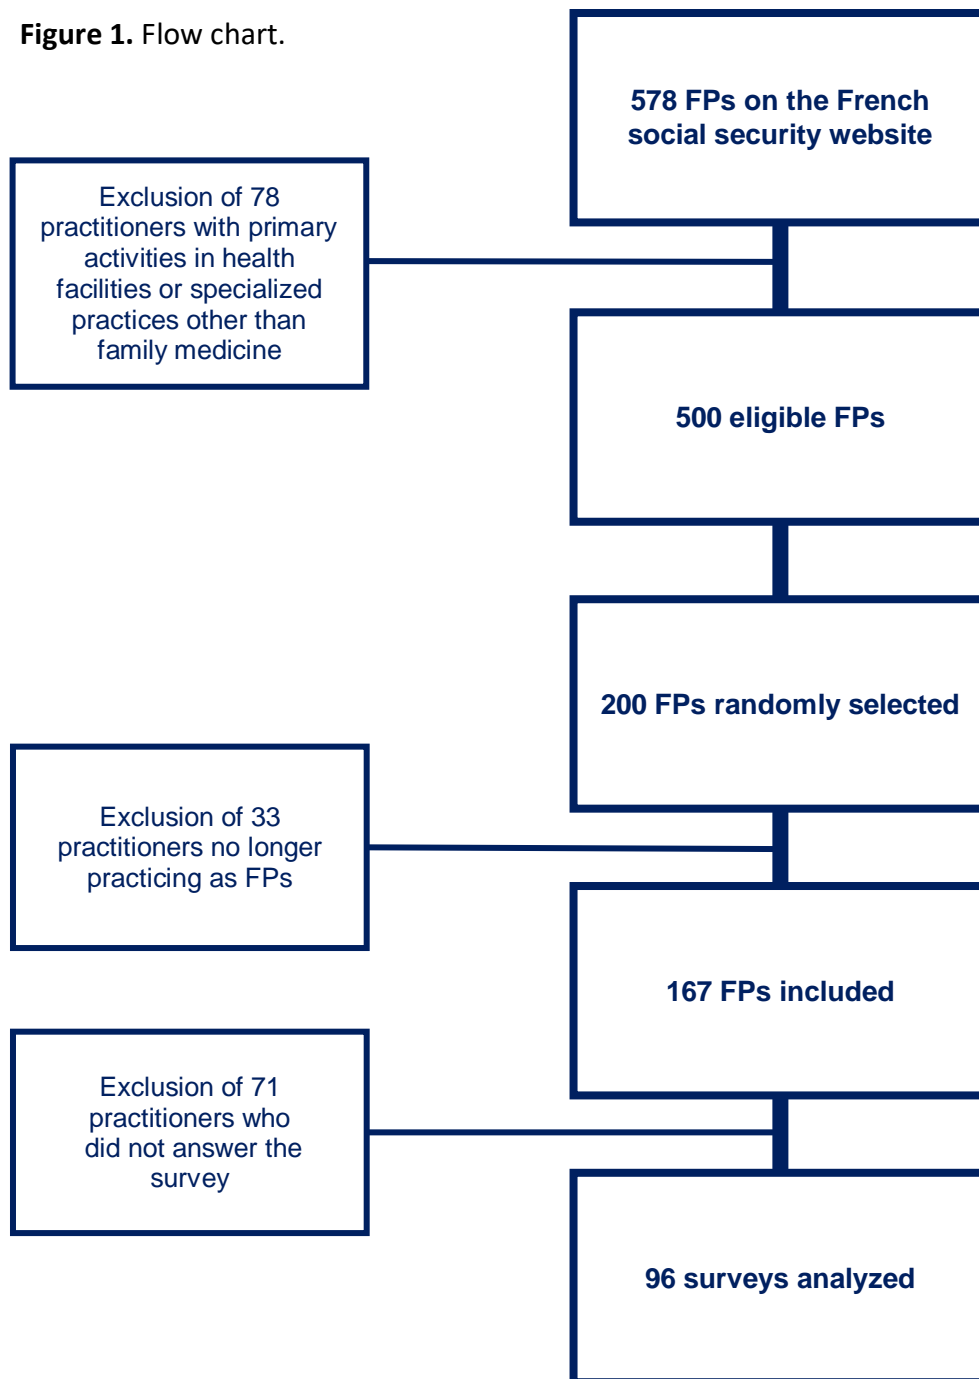 Figure 1. Flow chart.
578 FPs on the French
social security website
Exclusion of 78
practitioners with primary
activities in health
facilities or specialized
practices other than
family medicine
500 eligible FPs
200 FPs randomly selected
Exclusion of 33
practitioners no longer
practicing as FPs
167 FPs included
Exclusion of 71
practitioners who
did not answer the
survey
96 surveys analyzed